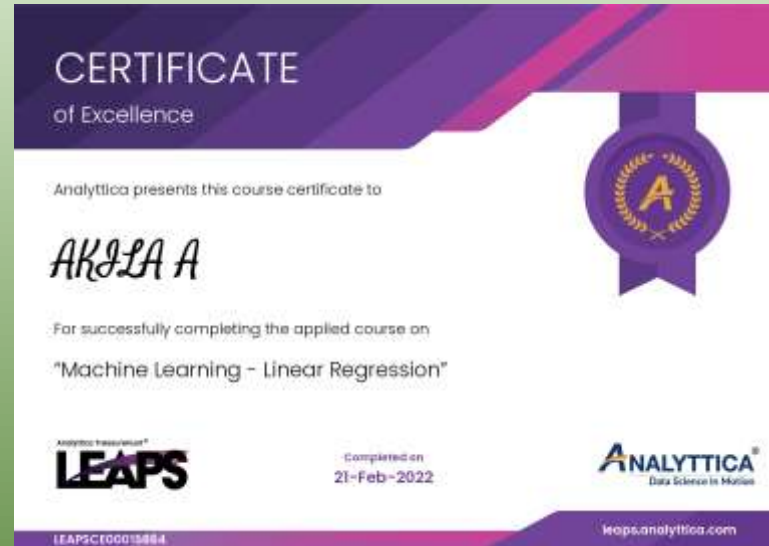 CERTIFICATE
of Excellence
Analyttica presents this course certificate to
AKILA A
For successfully completing the applied course on
"Machine Learning - Linear Regression"
LEAPS
Completed on
21-Feb-2022
ANALYTTICA®
Data Science in Motion
LEAPSCE00015864
leaps.analyttica.com